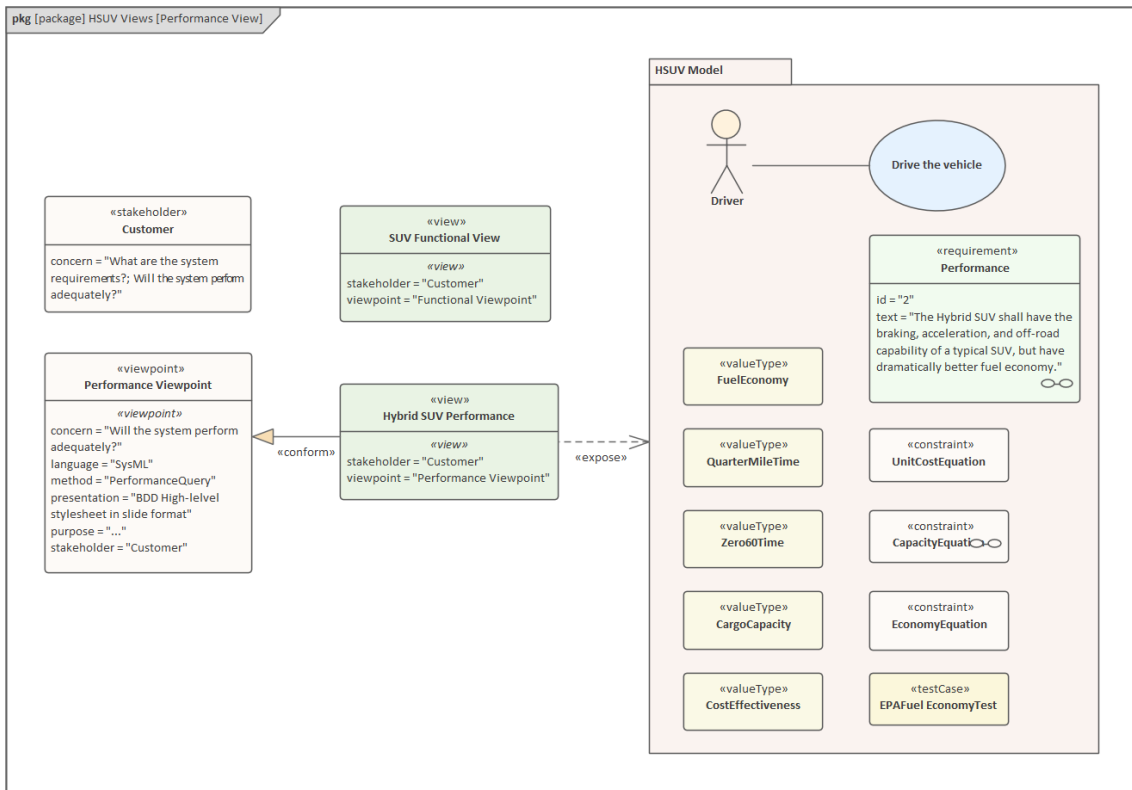 pkg [package] HSUV Views [Performance View]
«stakeholder»
Customer
concern = "What are the system
requirements?; Will the system perform
adequately?"
«viewpoint»
Performance Viewpoint
«viewpoint»
concern = "Will the system perform
adequately?"
language = "SysML"
method = "PerformanceQuery"
presentation = "BDD High-lelvel
stylesheet in slide format"
purpose = "..."
stakeholder = "Customer"
«view»
SUV Functional View
«view»
stakeholder = "Customer"
viewpoint = "Functional Viewpoint"
«conform»
«view»
Hybrid SUV Performance
«view»
stakeholder = "Customer"
viewpoint = "Performance Viewpoint"
«expose»
HSUV Model
Driver
Drive the vehicle
«requirement»
Performance
id = "2"
text = "The Hybrid SUV shall have the
braking, acceleration, and off-road
capability of a typical SUV, but have
dramatically better fuel economy."
«valueType»
FuelEconomy
«valueType»
QuarterMileTime
«constraint»
UnitCostEquation
«valueType»
Zero60Time
«constraint»
«valueType»
CargoCapacity
«constraint»
EconomyEquation
«valueType»
CostEffectiveness
«testCase»
EPAFuel EconomyTest